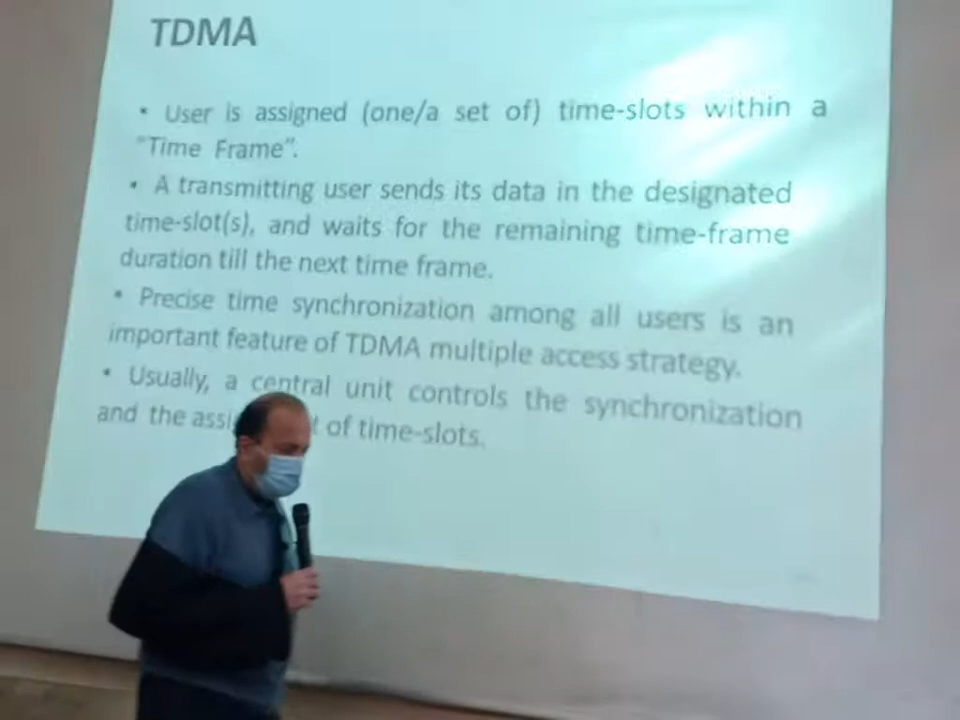 TDMA
• User is assigned (one/a set of) time-slots within a
"Time Frame".
• A transmitting user sends its data in the designated
time-slot(s), and waits for the remaining time-frame
duration till the next time frame.
• Precise time synchronization among all users is an
important feature of TDMA multiple access strategy.
• Usually, a central unit controls the synchronization
and the of time-slots.